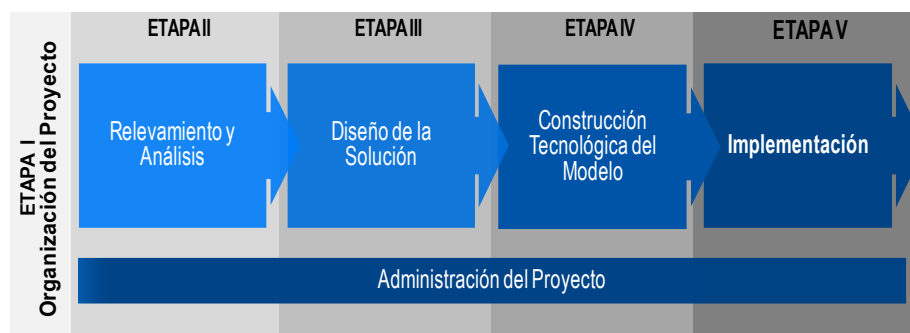 ETAPA I
Organización del Proyecto
ETAPA II
ETAPA III
ETAPA IV
ETAPA V
Relevamiento y
Análisis
Diseño de la
Solución
Construcción
Tecnológica del
Modelo
Implementación
Administración del Proyecto